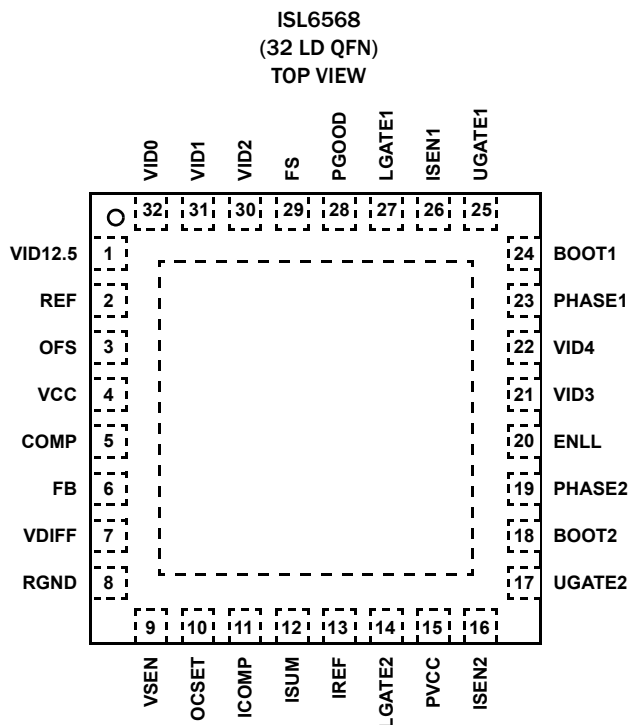 ISL6568
(32 LD QFN)
TOP VIEW
VID0
VID1
VID2
FS
PGOOD
LGATE1
ISEN1
UGATE1
32 31 30 29 28 27 26 25
VID12.5 1
REF 2
OFS 3
VCC 4
COMP 5
FB 6
VDIFF 7
RGND 8
24 BOOT1
23 PHASE1
22 VID4
21 VID3
20 ENLL
19 PHASE2
18 BOOT2
17 UGATE2
9 10 11 12 13 14 15 16
VSEN
OCSET
ICOMP
ISUM
IREF
LGATE2
PVCC
ISEN2